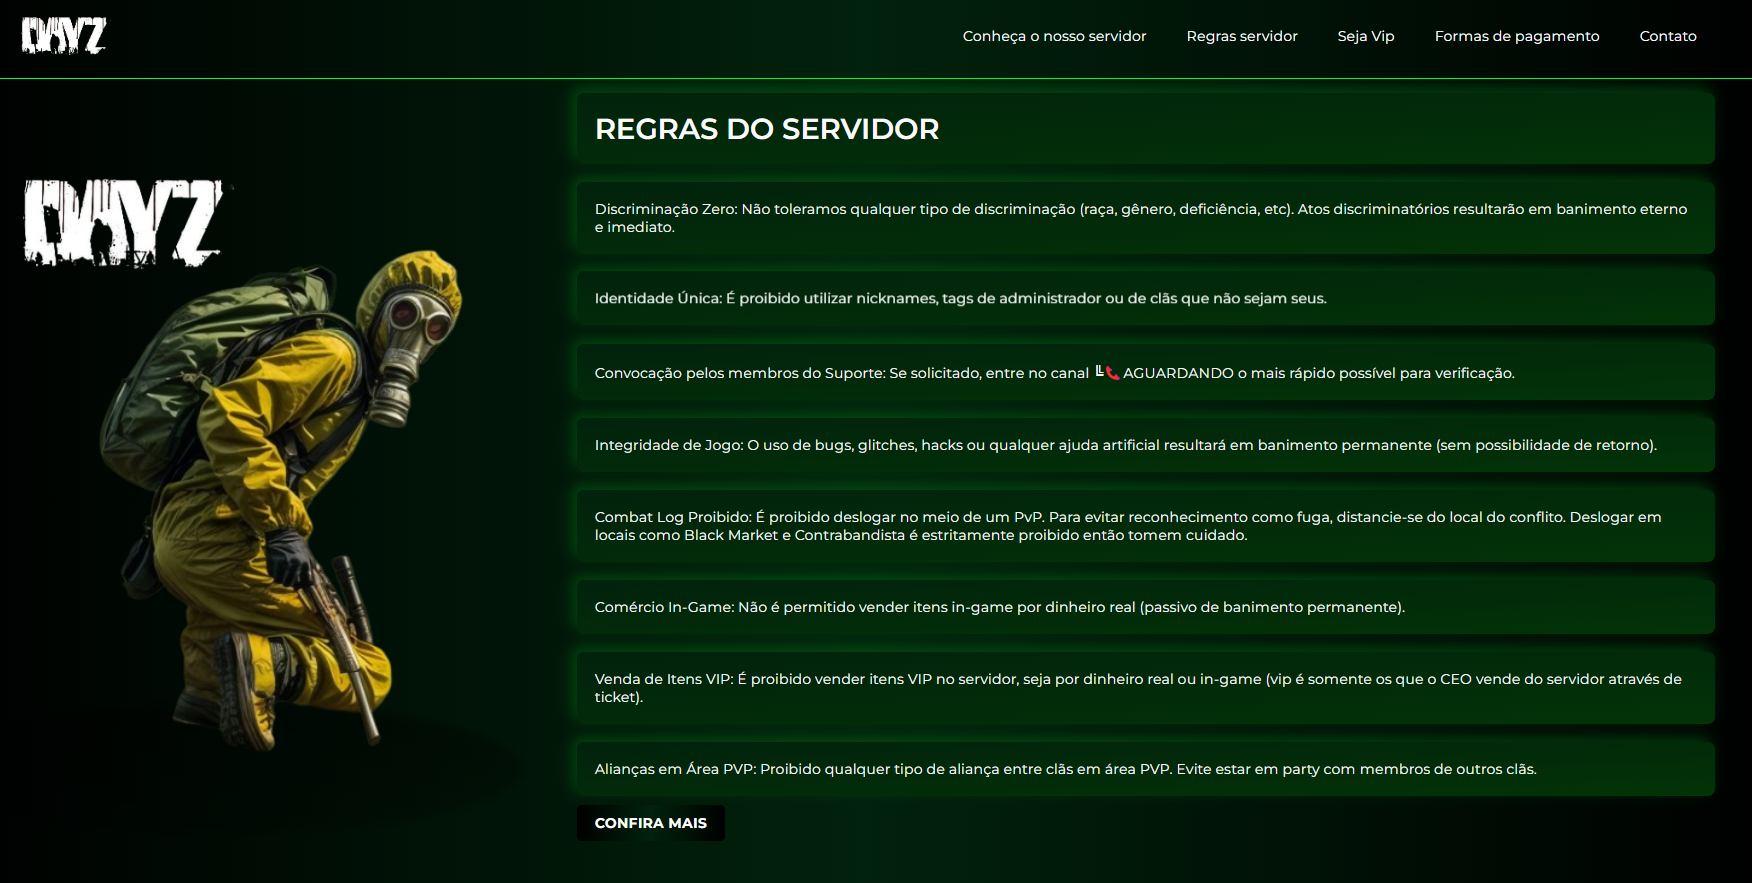 DAYZ
Conheça o nosso servidor
Regras servidor
Seja Vip
Formas de pagamento
Contato
DAYZ
REGRAS DO SERVIDOR
Discriminação Zero: Não toleramos qualquer tipo de discriminação (raça, gênero, deficiência, etc). Atos discriminatórios resultarão em banimento eterno
e imediato.
Identidade Única: É proibido utilizar nicknames, tags de administrador ou de clãs que não sejam seus.
Convocação pelos membros do Suporte: Se solicitado, entre no canal ╚📞AGUARDANDO o mais rápido possível para verificação.
Integridade de Jogo: O uso de bugs, glitches, hacks ou qualquer ajuda artificial resultará em banimento permanente (sem possibilidade de retorno).
Combat Log Proibido: É proibido deslogar no meio de um PvP. Para evitar reconhecimento como fuga, distancie-se do local do conflito. Deslogar em
locais como Black Market e Contrabandista é estritamente proibido então tomem cuidado.
Comércio In-Game: Não é permitido vender itens in-game por dinheiro real (passivo de banimento permanente).
Venda de Itens VIP: É proibido vender itens VIP no servidor, seja por dinheiro real ou in-game (vip é somente os que o CEO vende do servidor através de
ticket).
Alianças em Área PVP: Proibido qualquer tipo de aliança entre clãs em área PVP. Evite estar em party com membros de outros clãs.
CONFIRA MAIS